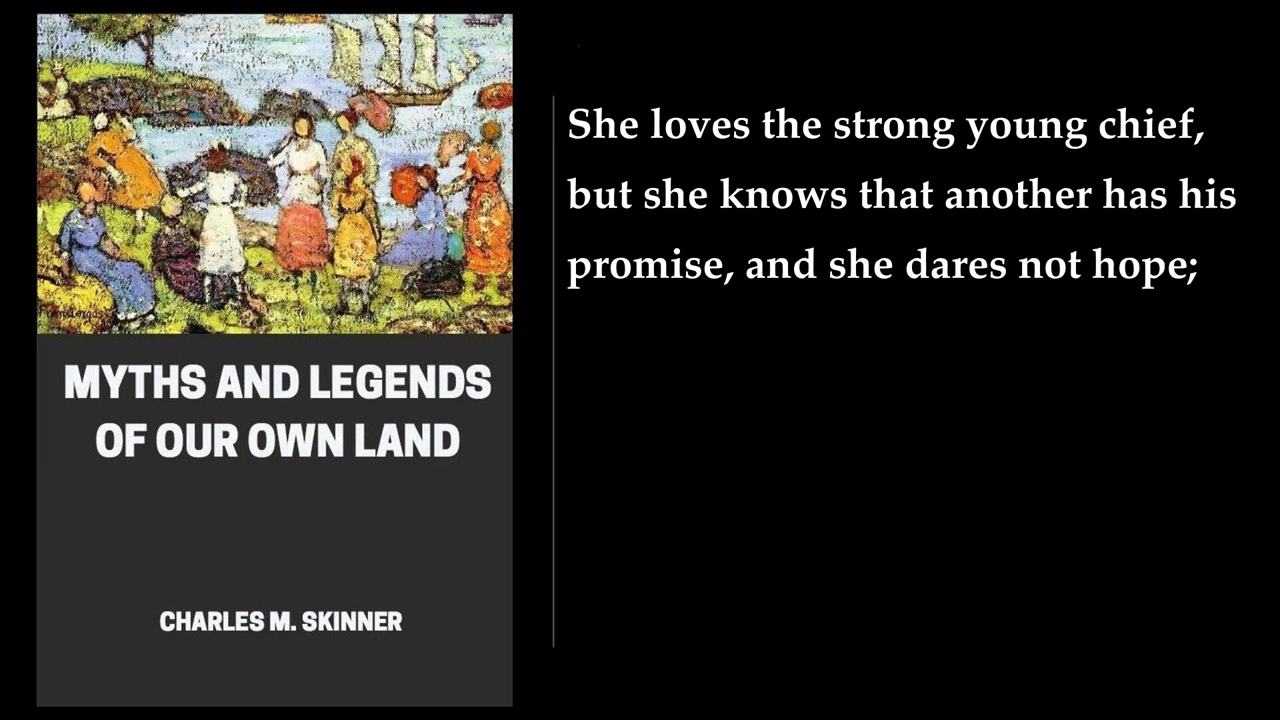 MYTHS AND LEGENDS
OF OUR OWN LAND
CHARLES M. SKINNER
She loves the strong young chief,
but she knows that another has his
promise, and she dares not hope;